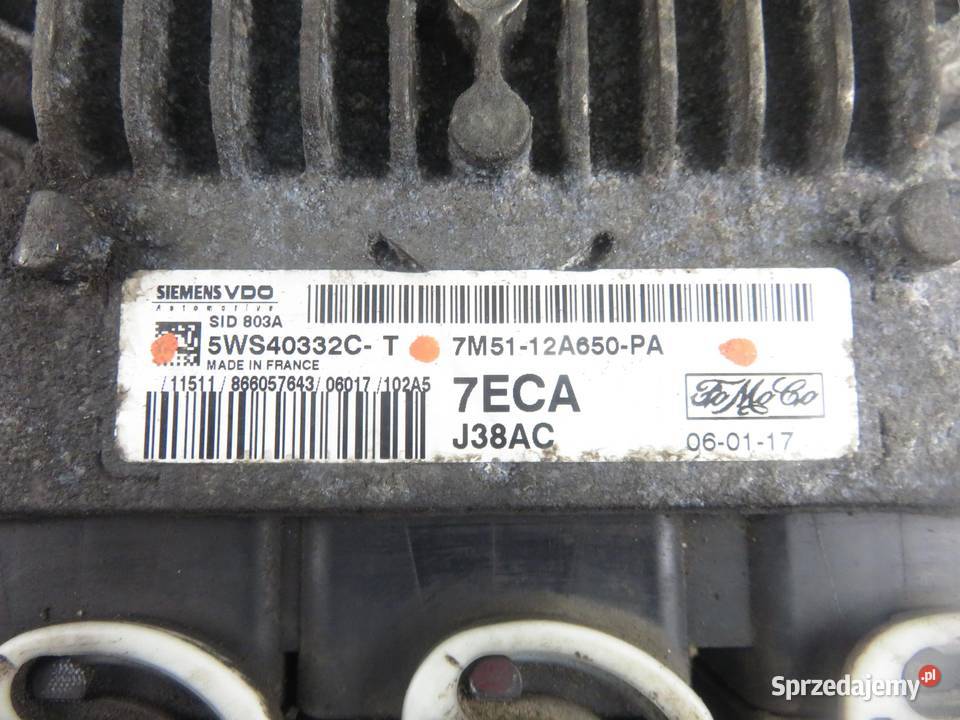 SIEMENS VDO
Automotive
SID 803A
5WS40332C- T
7M51-12A650-PA
MADE IN FRANCE
/11511/866057643/06017/102A5
7ECA
FoMoCo
J38AC
06-01-17
Sprzedajemy.pl